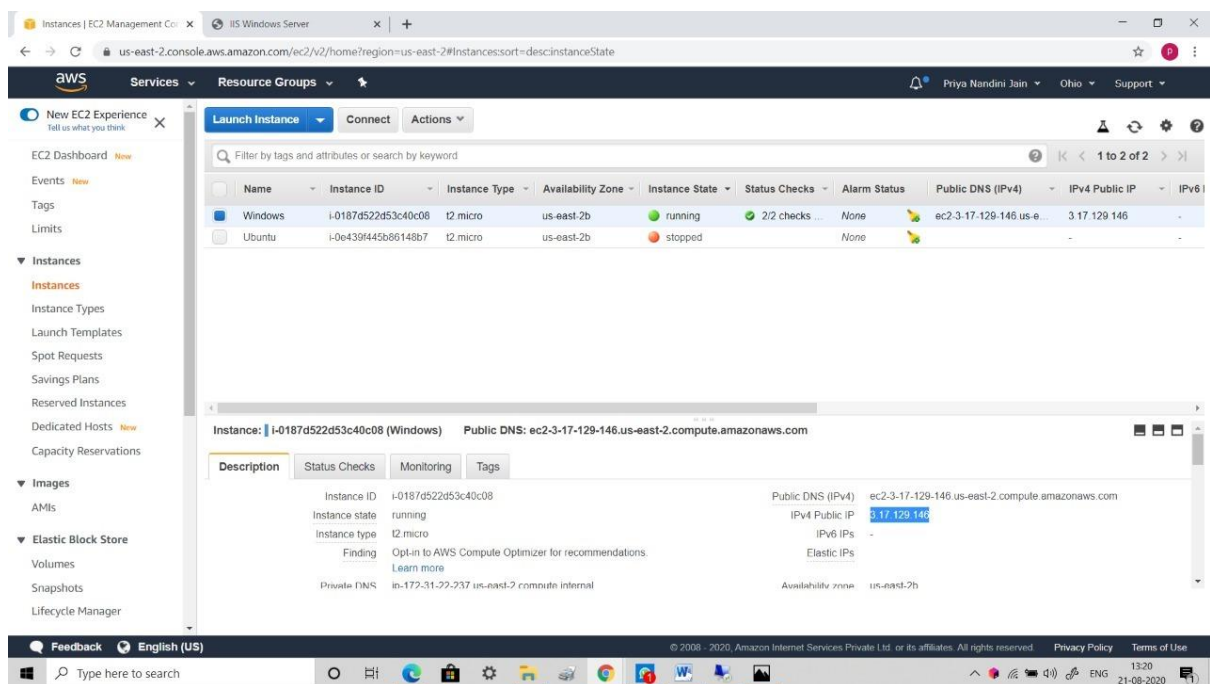 Instances | EC2 Management Co
IIS Windows Server
us-east-2.console.aws.amazon.com/ec2/v2/home?region=us-east-2#Instances:sort=desc:instanceState
P
aws Services Resource Groups Priya Nandini Jain Ohio Support
New EC2 Experience
Tell us what you think
EC2 Dashboard New
Events New
Tags
Limits
Instances
Instances
Instance Types
Launch Templates
Spot Requests
Savings Plans
Reserved Instances
Dedicated Hosts New
Capacity Reservations
Images
AMIs
Elastic Block Store
Volumes
Snapshots
Lifecycle Manager
Launch Instance Connect Actions
Filter by tags and attributes or search by keyword
1 to 2 of 2
Name Instance ID Instance Type Availability Zone Instance State Status Checks Alarm Status Public DNS (IPv4) IPv4 Public IP IPv6
Windows i-0187d522d53c40c08 t2.micro us-east-2b running 2/2 checks ... None ec2-3-17-129-146.us-e... 3.17.129.146 -
Ubuntu i-0e439f445b86148b7 t2.micro us-east-2b stopped None - -
Instance: i-0187d522d53c40c08 (Windows) Public DNS: ec2-3-17-129-146.us-east-2.compute.amazonaws.com
Description Status Checks Monitoring Tags
Instance ID i-0187d522d53c40c08 Public DNS (IPv4) ec2-3-17-129-146.us-east-2.compute.amazonaws.com
Instance state running IPv4 Public IP 3.17.129.146
Instance type t2.micro IPv6 IPs -
Finding Opt-in to AWS Compute Optimizer for recommendations. Elastic IPs
Learn more
Private DNS ip-172-31-22-237.us-east-2.compute.internal Availability zone us-east-2b
Feedback English (US) © 2008 - 2020, Amazon Internet Services Private Ltd. or its affiliates. All rights reserved. Privacy Policy Terms of Use
Type here to search
ENG
13:20
21-08-2020